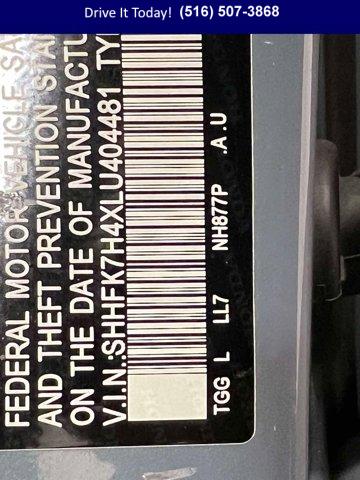 Drive It Today! (516) 507-3868
FEDERAL MOTOR VEHICLE SA
AND THEFT PREVENTION STA
ON THE DATE OF MANUFACTU
V.I.N.:SHHFK7H4XLU404481 TY
TGG L LL7 NH877P .A.U